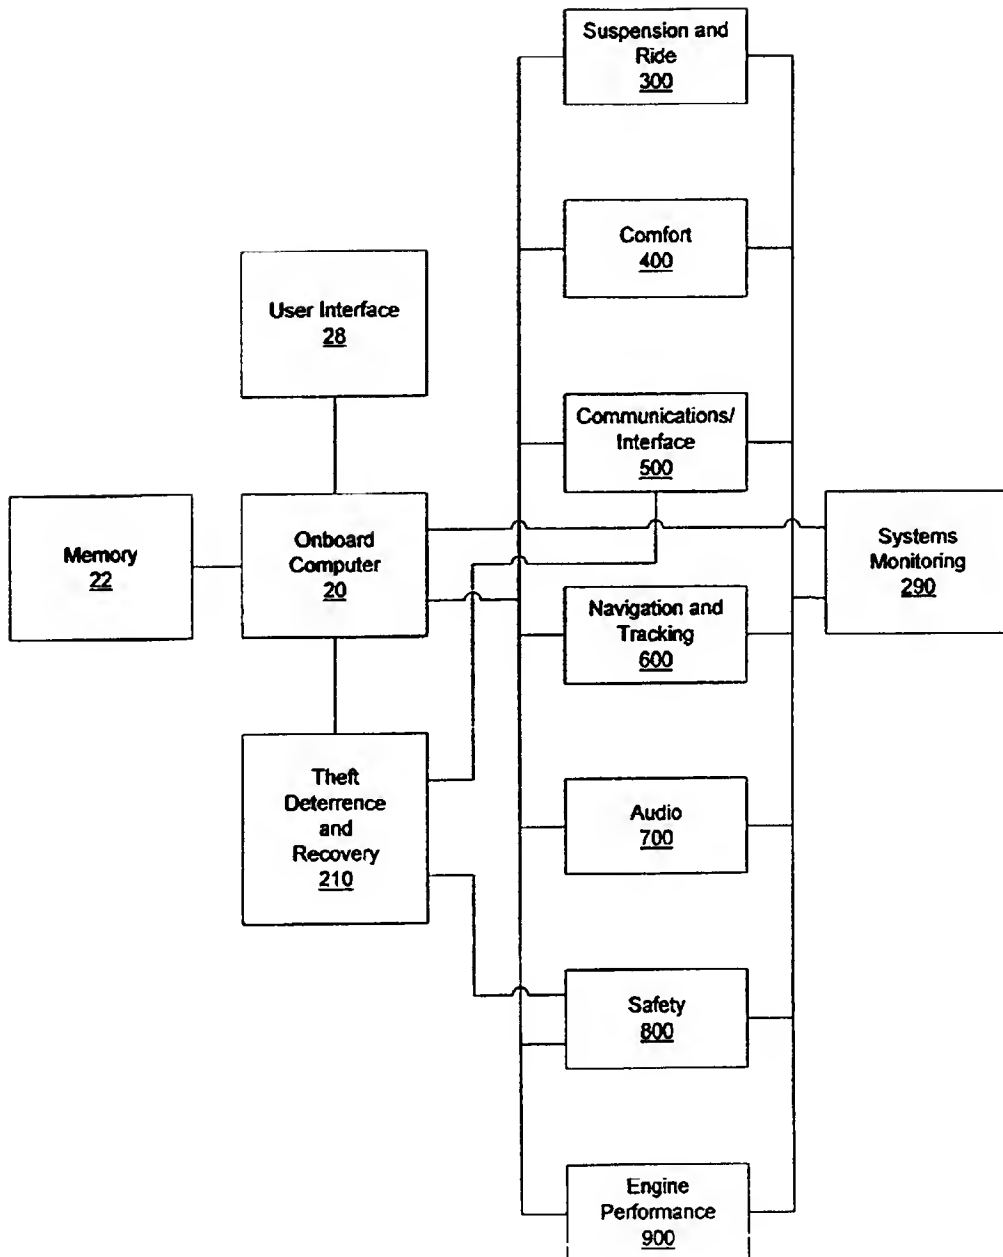 Suspension and
Ride
300
Comfort
400
User Interface
28
Communications/
Interface
500
Memory
22
Onboard
Computer
20
Systems
Monitoring
290
Navigation and
Tracking
600
Theft
Deterrence
and
Recovery
210
Audio
700
Safety
800
Engine
Performance
900